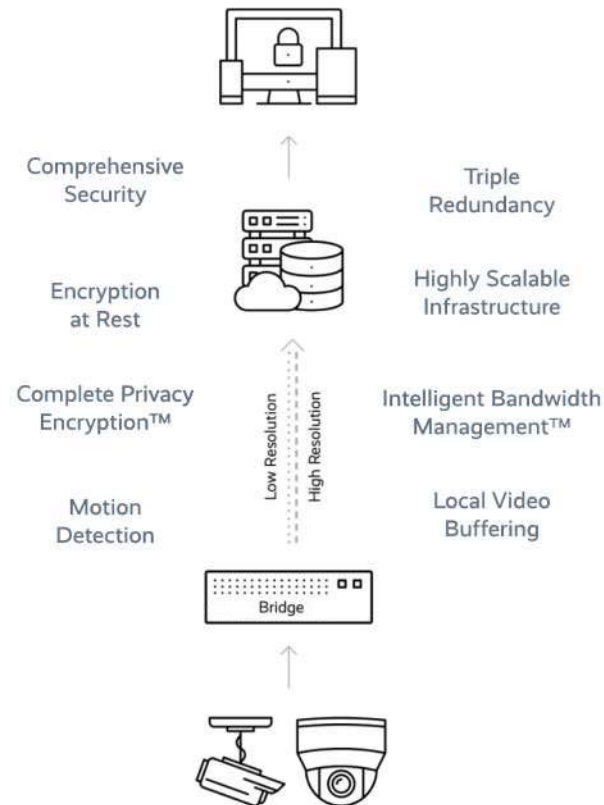 Comprehensive
Security
Triple
Redundancy
Encryption
at Rest
Highly Scalable
Infrastructure
Complete Privacy
Encryption™
Low Resolution
High Resolution
Intelligent Bandwidth
Management™
Motion
Detection
Local Video
Buffering
Bridge